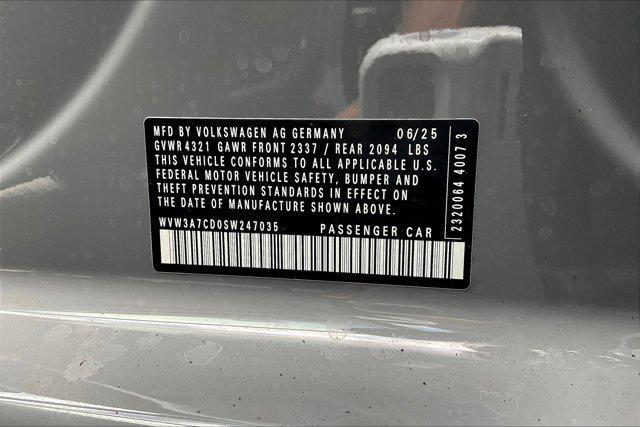 MFD BY VOLKSWAGEN AG GERMANY 06/25
GVWR 4321 GAWR FRONT 2337 / REAR 2094 LBS
THIS VEHICLE CONFORMS TO ALL APPLICABLE U.S.
FEDERAL MOTOR VEHICLE SAFETY, BUMPER AND
THEFT PREVENTION STANDARDS IN EFFECT ON
THE DATE OF MANUFACTURE SHOWN ABOVE.
WVW3A7CD0SW247035 PASSENGER CAR
2320064 4007 3